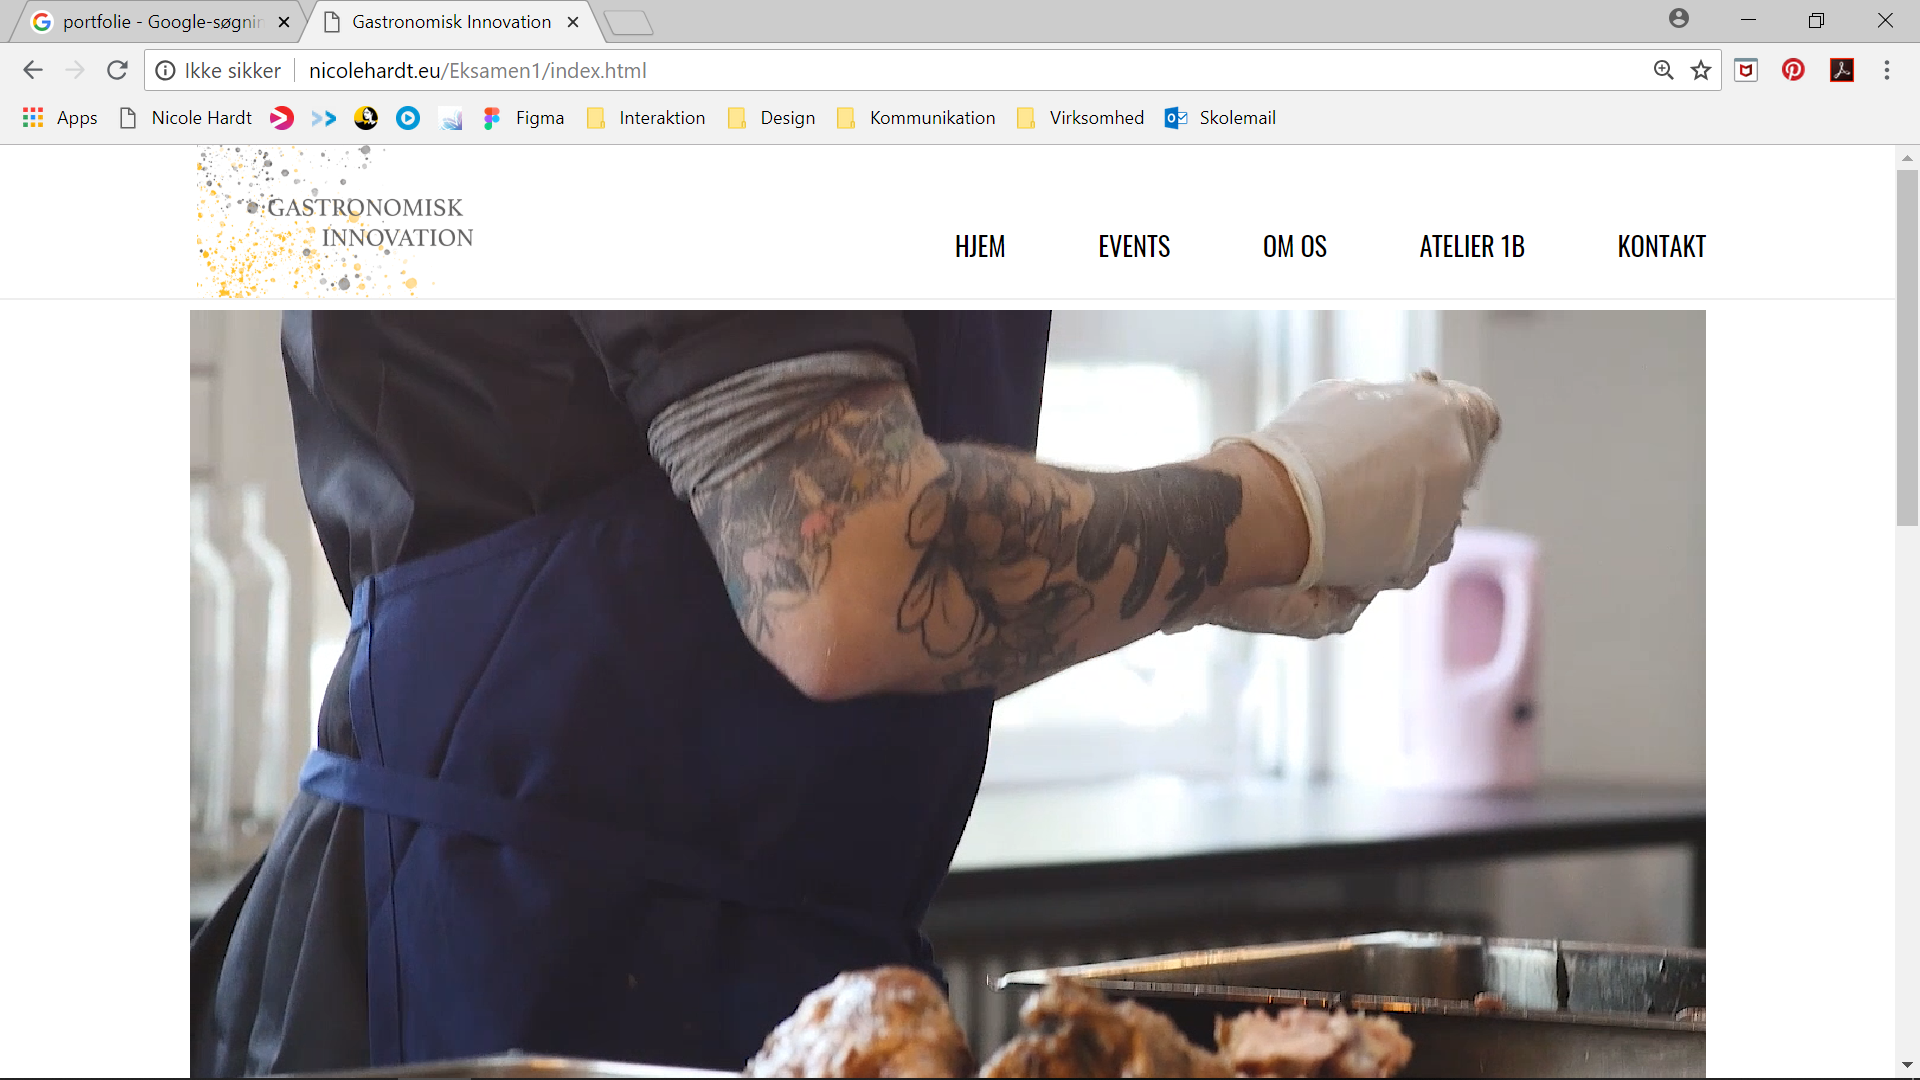 portfolie - Google-søgnin
Gastronomisk Innovation
Ikke sikker
nicolehardt.eu/Eksamen1/index.html
Apps
Nicole Hardt
Figma
Interaktion
Design
Kommunikation
Virksomhed
Skolemail
GASTRONOMISK
INNOVATION
HJEM
EVENTS
OM OS
ATELIER 1B
KONTAKT